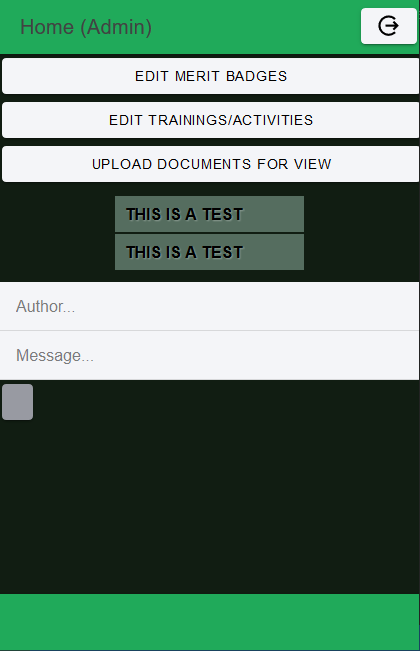 Home (Admin)
EDIT MERIT BADGES
EDIT TRAININGS/ACTIVITIES
UPLOAD DOCUMENTS FOR VIEW
THIS IS A TEST
THIS IS A TEST
Author...
Message...